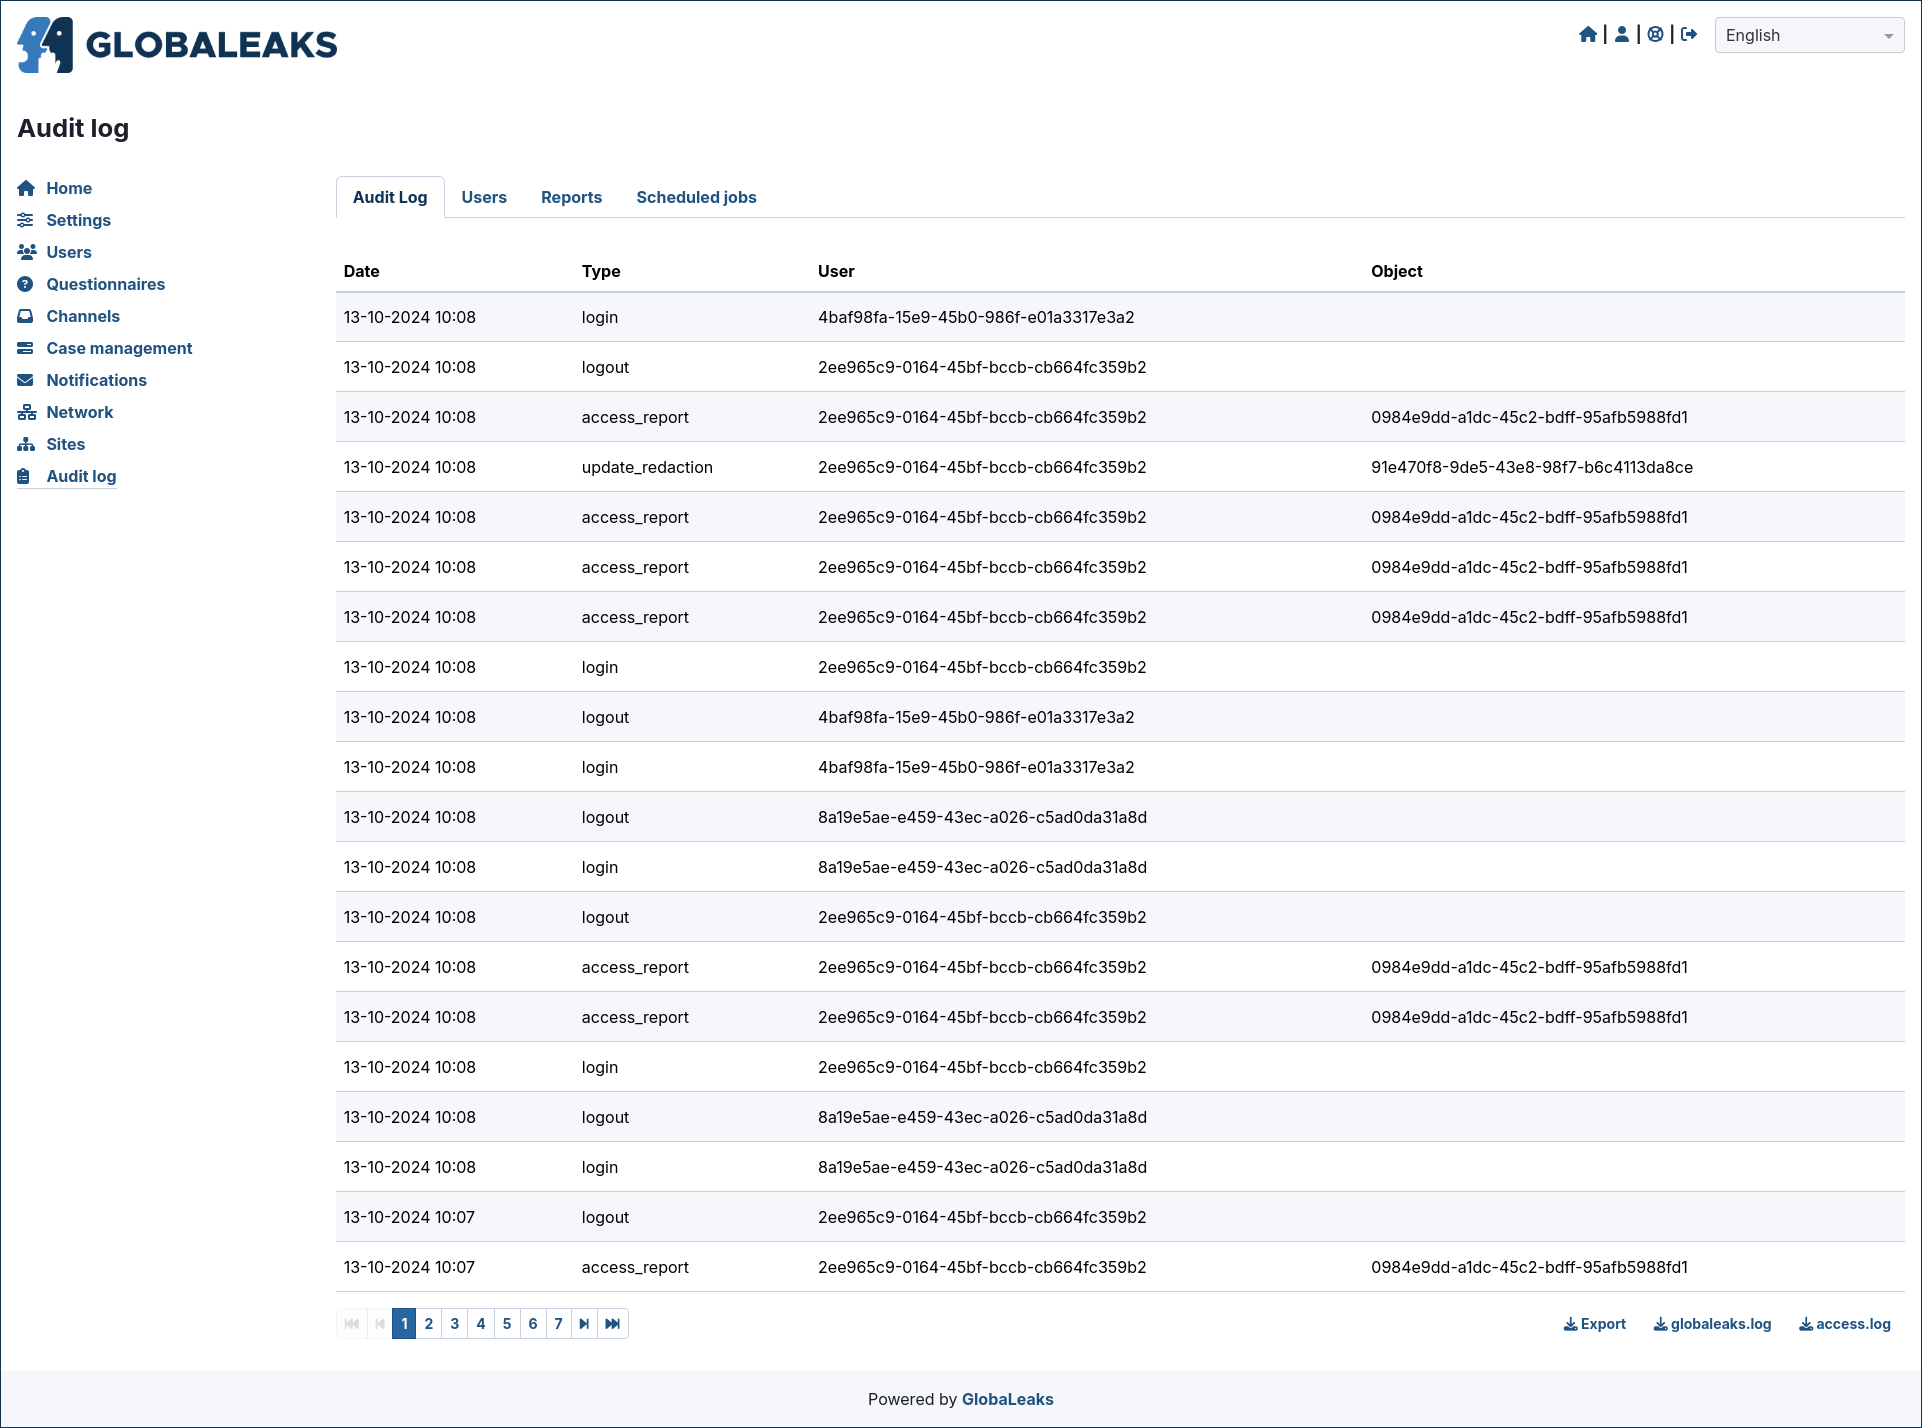 GLOBALEAKS
English
Audit log
Home
Settings
Users
Questionnaires
Channels
Case management
Notifications
Network
Sites
Audit log
Audit Log Users Reports Scheduled jobs
Date Type User Object
13-10-2024 10:08 login 4baf98fa-15e9-45b0-986f-e01a3317e3a2
13-10-2024 10:08 logout 2ee965c9-0164-45bf-bccb-cb664fc359b2
13-10-2024 10:08 access_report 2ee965c9-0164-45bf-bccb-cb664fc359b2 0984e9dd-a1dc-45c2-bdff-95afb5988fd1
13-10-2024 10:08 update_redaction 2ee965c9-0164-45bf-bccb-cb664fc359b2 91e470f8-9de5-43e8-98f7-b6c4113da8ce
13-10-2024 10:08 access_report 2ee965c9-0164-45bf-bccb-cb664fc359b2 0984e9dd-a1dc-45c2-bdff-95afb5988fd1
13-10-2024 10:08 access_report 2ee965c9-0164-45bf-bccb-cb664fc359b2 0984e9dd-a1dc-45c2-bdff-95afb5988fd1
13-10-2024 10:08 access_report 2ee965c9-0164-45bf-bccb-cb664fc359b2 0984e9dd-a1dc-45c2-bdff-95afb5988fd1
13-10-2024 10:08 login 2ee965c9-0164-45bf-bccb-cb664fc359b2
13-10-2024 10:08 logout 4baf98fa-15e9-45b0-986f-e01a3317e3a2
13-10-2024 10:08 login 4baf98fa-15e9-45b0-986f-e01a3317e3a2
13-10-2024 10:08 logout 8a19e5ae-e459-43ec-a026-c5ad0da31a8d
13-10-2024 10:08 login 8a19e5ae-e459-43ec-a026-c5ad0da31a8d
13-10-2024 10:08 logout 2ee965c9-0164-45bf-bccb-cb664fc359b2
13-10-2024 10:08 access_report 2ee965c9-0164-45bf-bccb-cb664fc359b2 0984e9dd-a1dc-45c2-bdff-95afb5988fd1
13-10-2024 10:08 access_report 2ee965c9-0164-45bf-bccb-cb664fc359b2 0984e9dd-a1dc-45c2-bdff-95afb5988fd1
13-10-2024 10:08 login 2ee965c9-0164-45bf-bccb-cb664fc359b2
13-10-2024 10:08 logout 8a19e5ae-e459-43ec-a026-c5ad0da31a8d
13-10-2024 10:08 login 8a19e5ae-e459-43ec-a026-c5ad0da31a8d
13-10-2024 10:07 logout 2ee965c9-0164-45bf-bccb-cb664fc359b2
13-10-2024 10:07 access_report 2ee965c9-0164-45bf-bccb-cb664fc359b2 0984e9dd-a1dc-45c2-bdff-95afb5988fd1
1 2 3 4 5 6 7
Export globaleaks.log access.log
Powered by GlobaLeaks